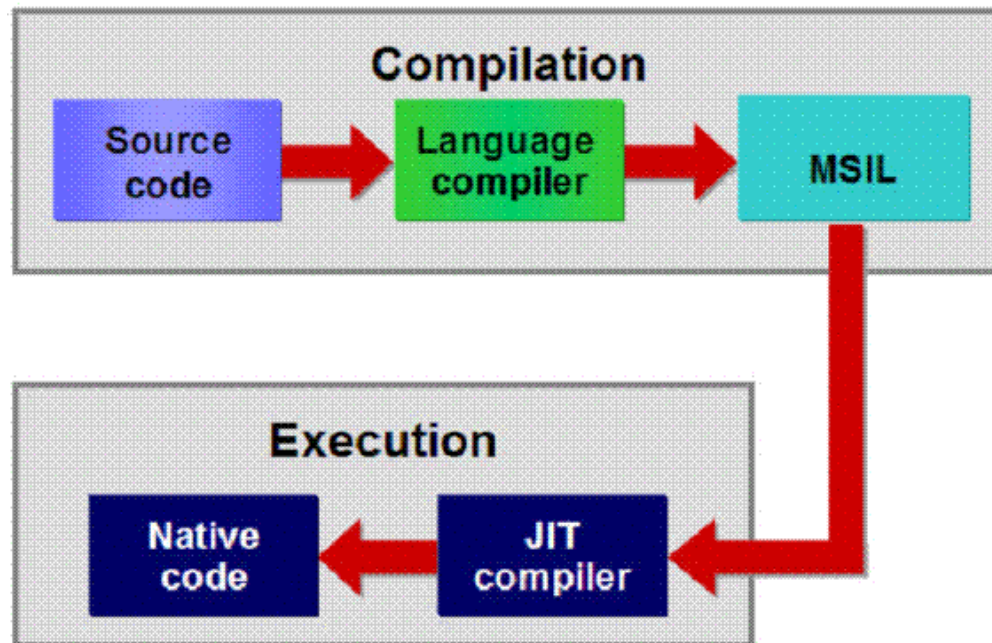 Compilation
Source
code
Language
compiler
MSIL
Execution
Native
code
JIT
compiler